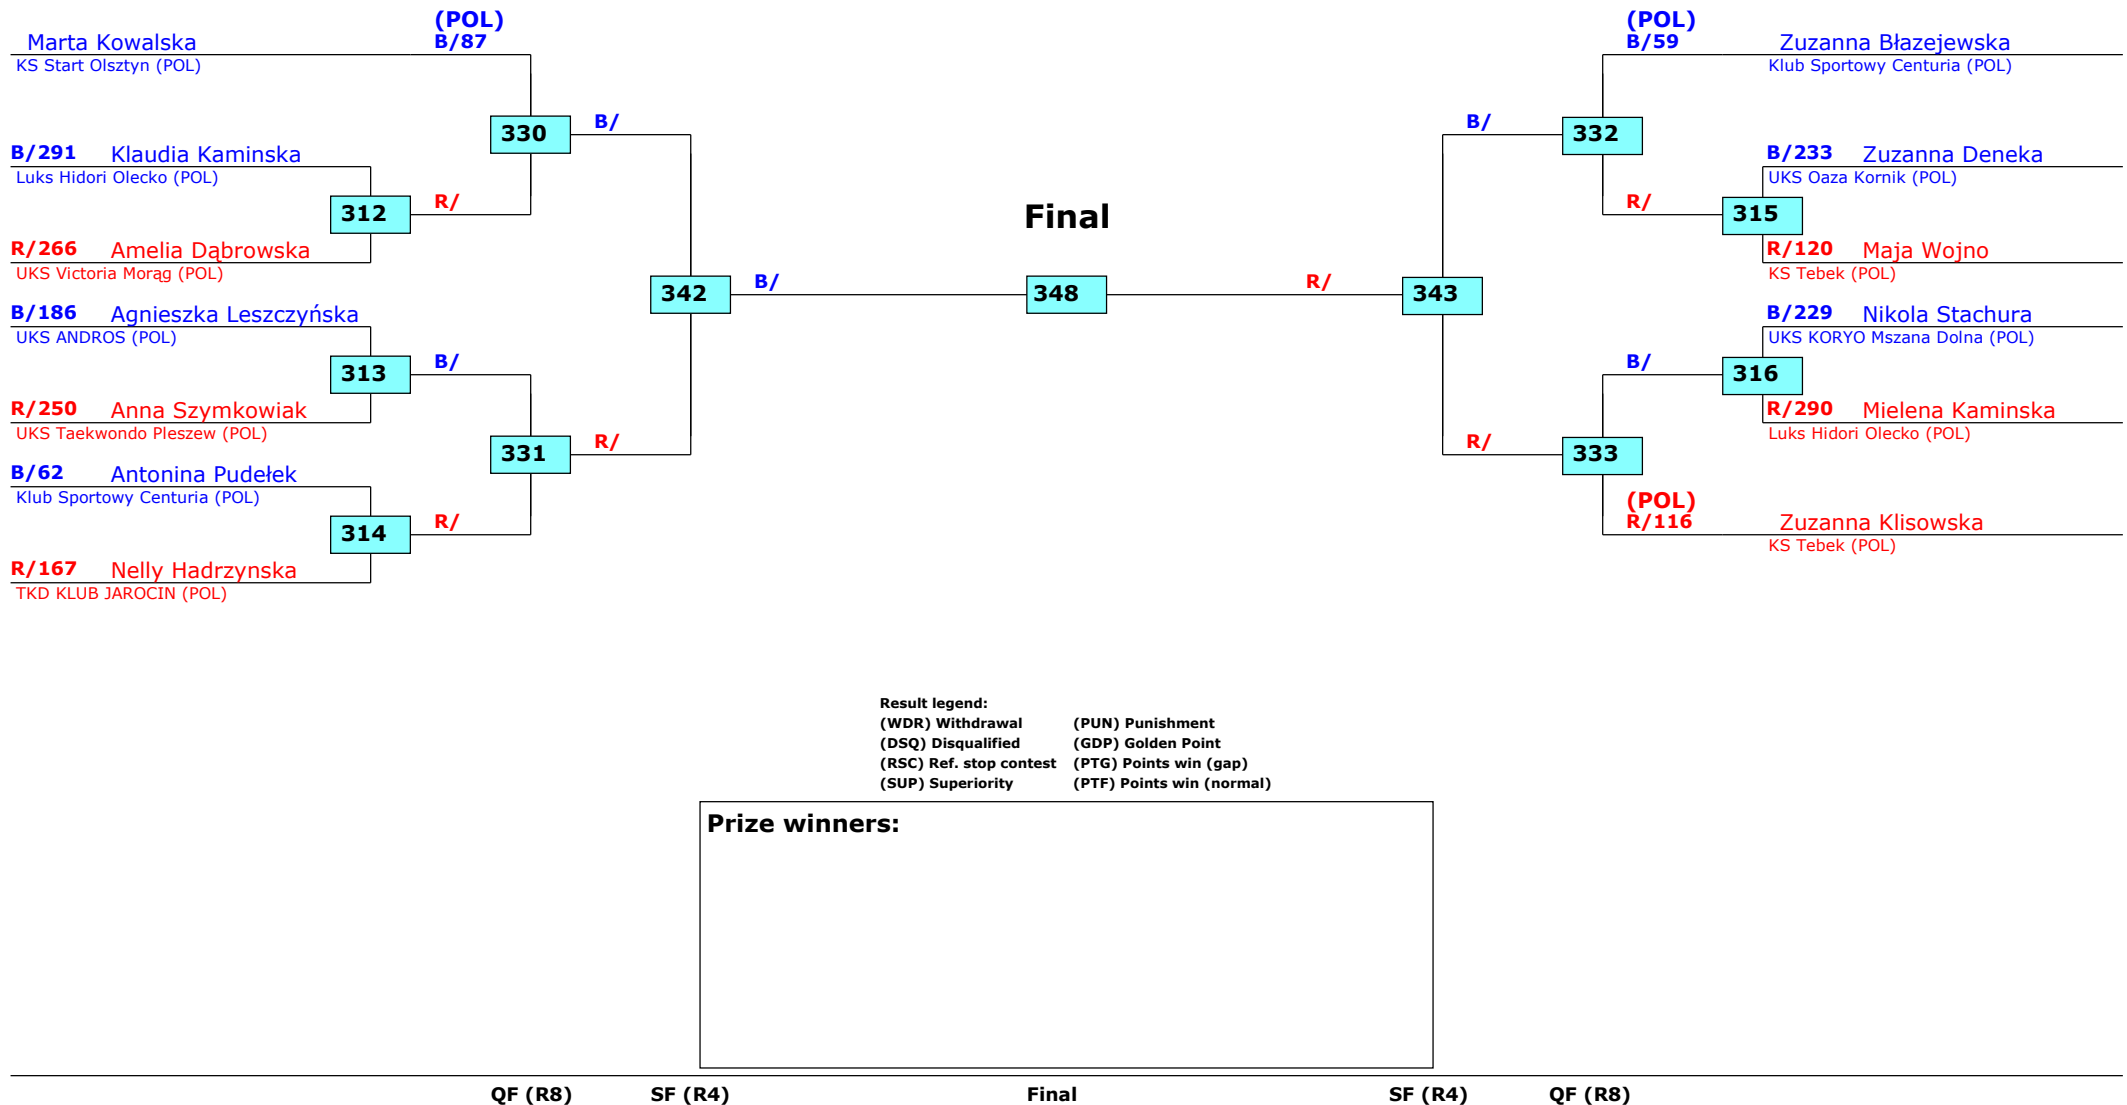 (POL)
B/87
Marta Kowalska
KS Start Olsztyn (POL)
330
B/
B/291 Klaudia Kaminska
Luks Hidori Olecko (POL)
312
R/
R/266 Amelia Dąbrowska
UKS Victoria Morąg (POL)
342
B/
B/186 Agnieszka Leszczyńska
UKS ANDROS (POL)
313
B/
R/250 Anna Szymkowiak
UKS Taekwondo Pleszew (POL)
331
R/
B/62 Antonina Pudełek
Klub Sportowy Centuria (POL)
314
R/
R/167 Nelly Hadrzynska
TKD KLUB JAROCIN (POL)
Final
348
(POL)
B/59 Zuzanna Błazejewska
Klub Sportowy Centuria (POL)
B/
332
B/233 Zuzanna Deneka
UKS Oaza Kornik (POL)
R/
315
R/120 Maja Wojno
KS Tebek (POL)
R/
343
B/229 Nikola Stachura
UKS KORYO Mszana Dolna (POL)
B/
316
R/290 Mielena Kaminska
Luks Hidori Olecko (POL)
R/
333
(POL)
R/116 Zuzanna Klisowska
KS Tebek (POL)
Result legend:
(WDR) Withdrawal (PUN) Punishment
(DSQ) Disqualified (GDP) Golden Point
(RSC) Ref. stop contest (PTG) Points win (gap)
(SUP) Superiority (PTF) Points win (normal)
Prize winners:
QF (R8) SF (R4) Final SF (R4) QF (R8)